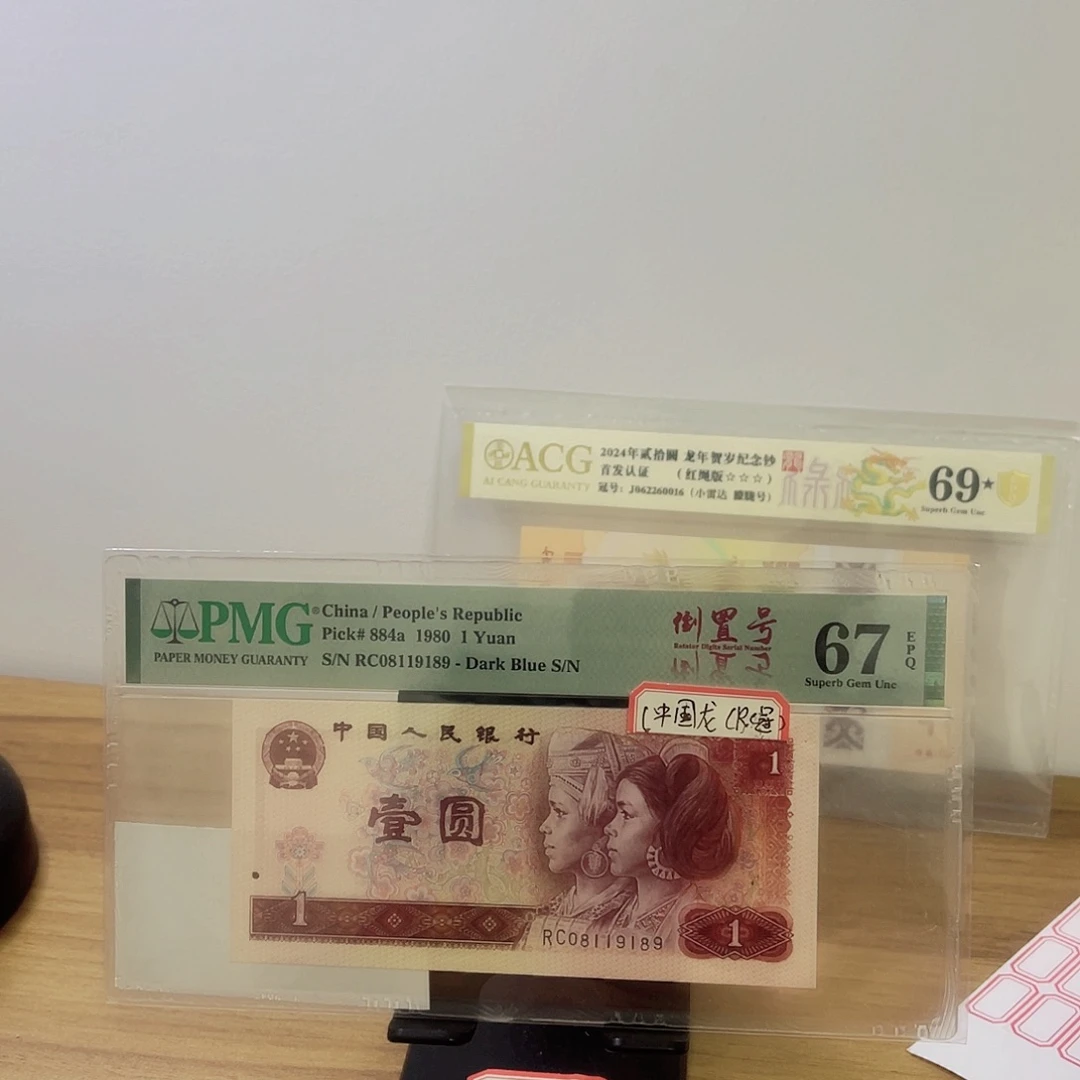 ACG
AI CANG GUARANTY
2024年贰拾圆 龙年贺岁纪念钞
首发认证 （红绳版☆☆☆）
冠号：J062260016（小雷达 朦胧号）
69★
Superb Gem Unc
PMG®
PAPER MONEY GUARANTY
China / People's Republic
Pick# 884a 1980 1 Yuan
S/N RC08119189 - Dark Blue S/N
倒置号
Rotator Digits Serial Number
67
EPQ
Superb Gem Unc
(中国龙 (RC冠)
中国人民银行
1
壹圆
1
RC08119189
1